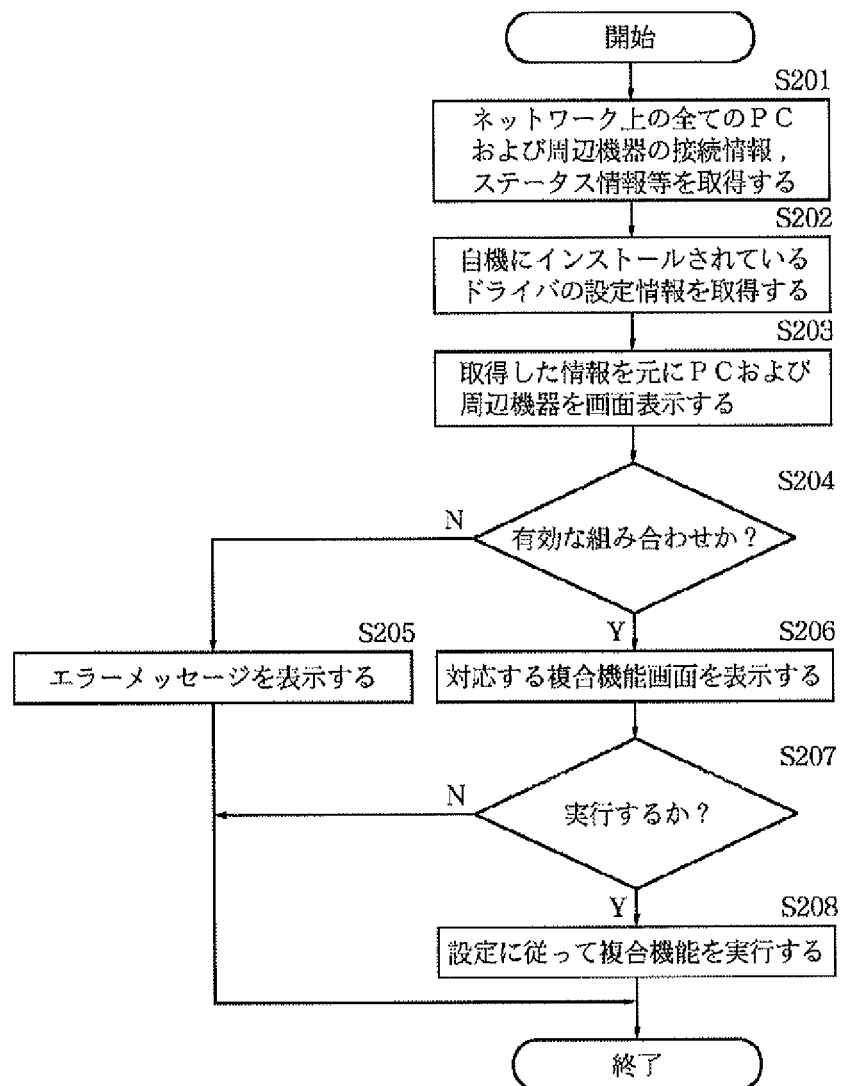 開始
S201
ネットワーク上の全てのPC
および周辺機器の接続情報，
ステータス情報等を取得する
S202
自機にインストールされている
ドライバの設定情報を取得する
S203
取得した情報を元にPCおよび
周辺機器を画面表示する
S204
有効な組み合わせか？
N
Y
S205
エラーメッセージを表示する
S206
対応する複合機能画面を表示する
S207
実行するか？
N
Y
S208
設定に従って複合機能を実行する
終了